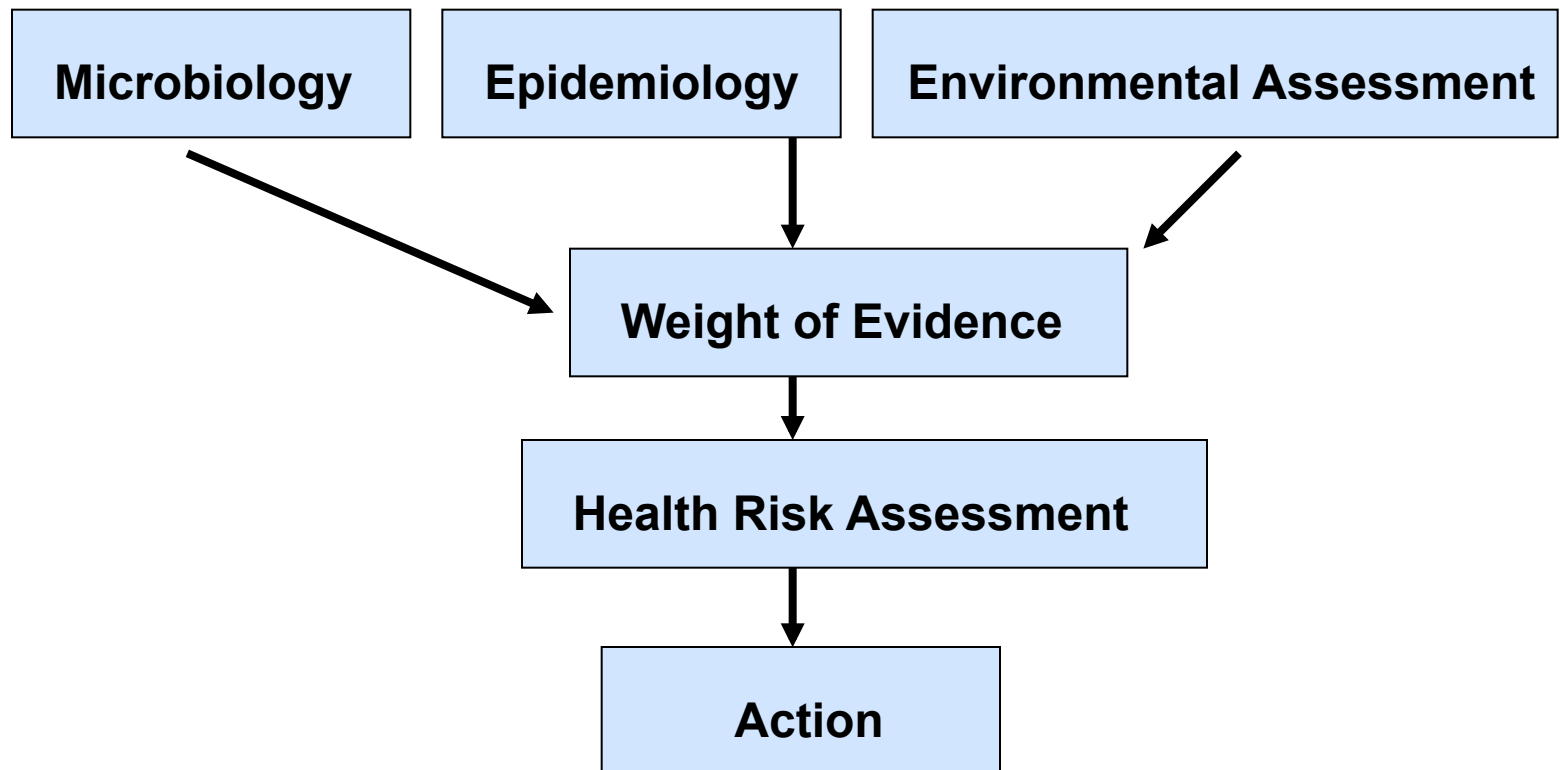 Microbiology
Epidemiology
Environmental Assessment
Weight of Evidence
Health Risk Assessment
Action